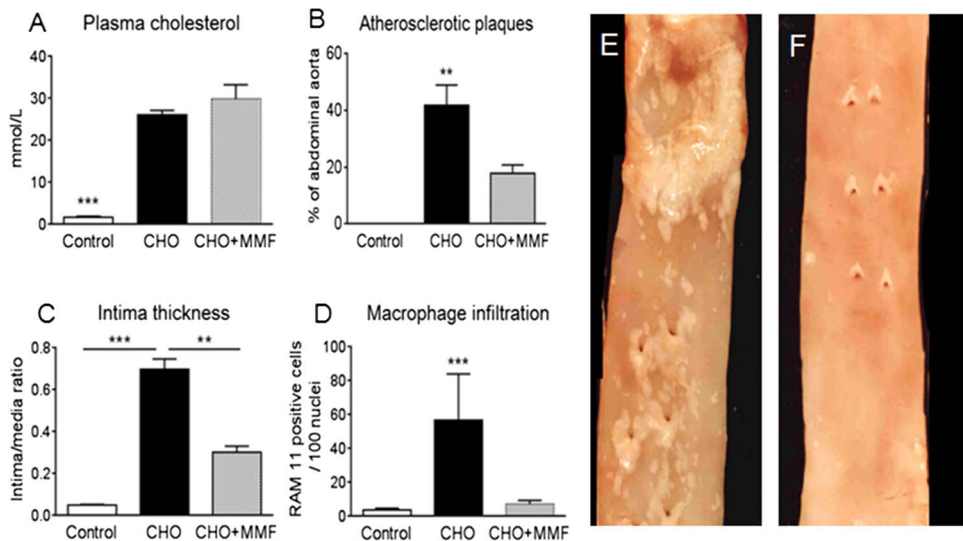 A Plasma cholesterol
mmol/L
40
30
20
10
0
***
Control CHO CHO+MMF
B Atherosclerotic plaques
% of abdominal aorta
60
40
20
0
**
CHO
Control CHO+MMF
C Intima thickness
Intima/media ratio
0.8
0.6
0.4
0.2
0.0
*** **
Control CHO CHO+MMF
D Macrophage infiltration
RAM 11 positive cells
/ 100 nuclei
100
80
60
40
20
0
***
Control CHO CHO+MMF
E
F